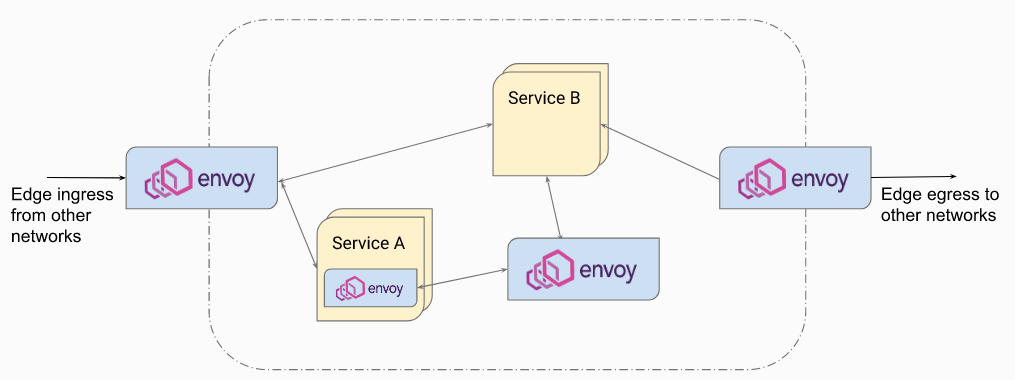 Service B
envoy
envoy
Edge ingress
from other
networks
Edge egress to
other networks
Service A
envoy
envoy